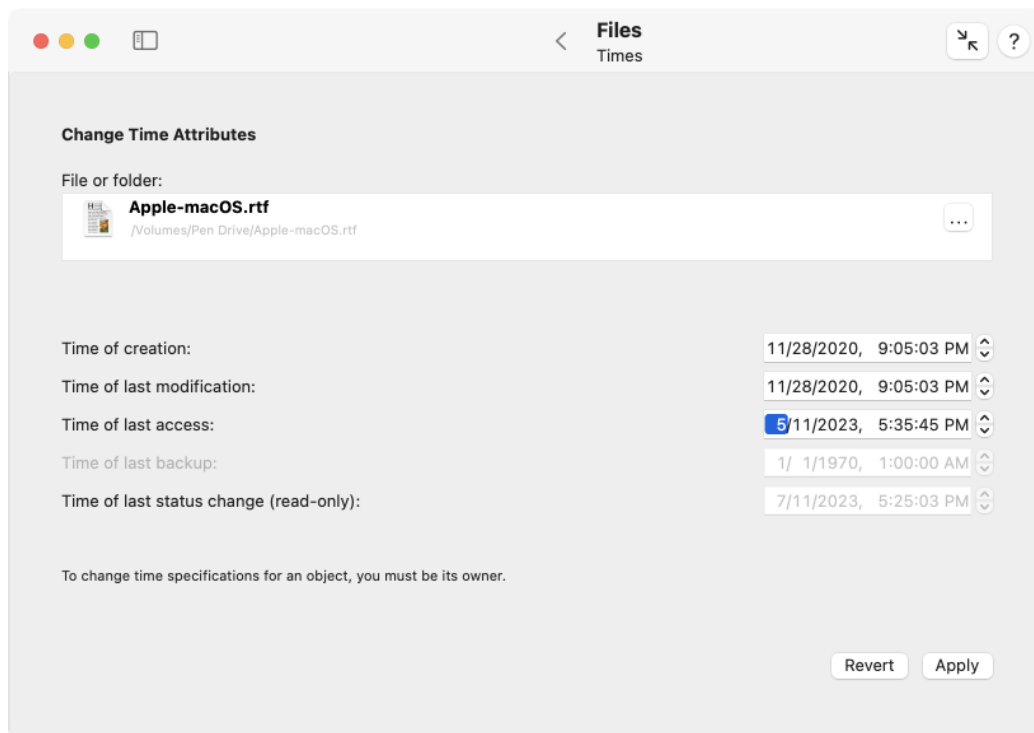 Files
Times
?
Change Time Attributes
File or folder:
Apple-macOS.rtf
/Volumes/Pen Drive/Apple-macOS.rtf
...
Time of creation: 11/28/2020, 9:05:03 PM
Time of last modification: 11/28/2020, 9:05:03 PM
Time of last access: 5/11/2023, 5:35:45 PM
Time of last backup: 1/ 1/1970, 1:00:00 AM
Time of last status change (read-only): 7/11/2023, 5:25:03 PM
To change time specifications for an object, you must be its owner.
Revert Apply